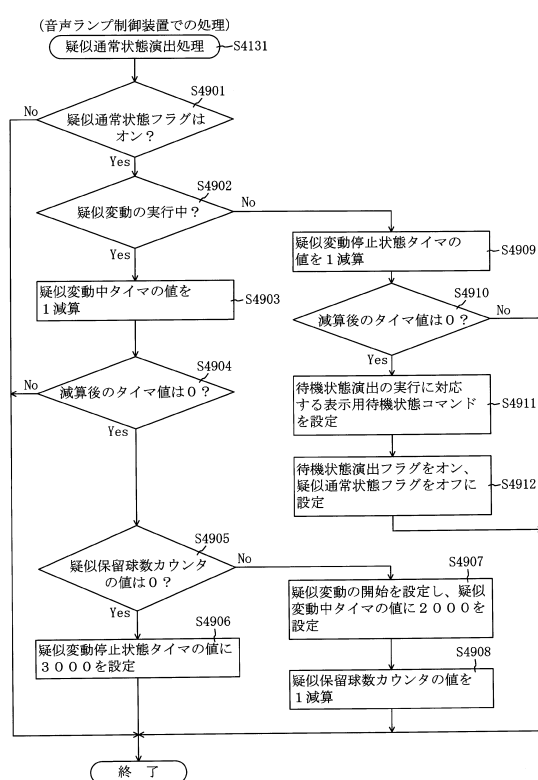 (音声ランプ制御装置での処理)
疑似通常状態演出処理
S4131
S4901
No
疑似通常状態フラグは
オン?
Yes
S4902
疑似変動の実行中?
No
Yes
疑似変動停止状態タイマの
値を1減算
S4909
疑似変動中タイマの値を
1減算
S4903
S4910
減算後のタイマ値は0?
No
Yes
S4904
No
減算後のタイマ値は0?
Yes
待機状態演出の実行に対応
する表示用待機状態コマンド
を設定
S4911
待機状態演出フラグをオン、
疑似通常状態フラグをオフに
設定
S4912
S4905
疑似保留球数カウンタ
の値は0?
No
Yes
S4907
疑似変動の開始を設定し、疑似
変動中タイマの値に2000を
設定
S4906
疑似変動停止状態タイマの値に
3000を設定
S4908
疑似保留球数カウンタの値を
1減算
終 了